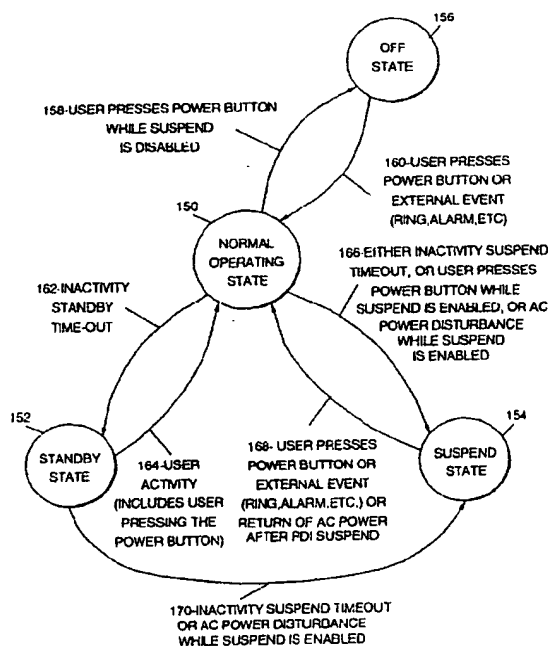 156
OFF
STATE
158-USER PRESSES POWER BUTTON
WHILE SUSPEND
IS DISABLED
160-USER PRESSES
POWER BUTTON OR
EXTERNAL EVENT
(RING,ALARM,ETC)
150
NORMAL
OPERATING
STATE
166-EITHER INACTIVITY SUSPEND
TIMEOUT, OR USER PRESSES
POWER BUTTON WHILE
SUSPEND IS ENABLED, OR AC
POWER DISTURBANCE
WHILE SUSPEND
IS ENABLED
162-INACTIVITY
STANDBY
TIME-OUT
152
STANDBY
STATE
164-USER
ACTIVITY
(INCLUDES USER
PRESSING THE
POWER BUTTON)
168- USER PRESSES
POWER BUTTON OR
EXTERNAL EVENT
(RING,ALARM,ETC,) OR
RETURN OF AC POWER
AFTER PDI SUSPEND
154
SUSPEND
STATE
170-INACTIVITY SUSPEND TIMEOUT
OR AC POWER DISTURBANCE
WHILE SUSPEND IS ENABLED